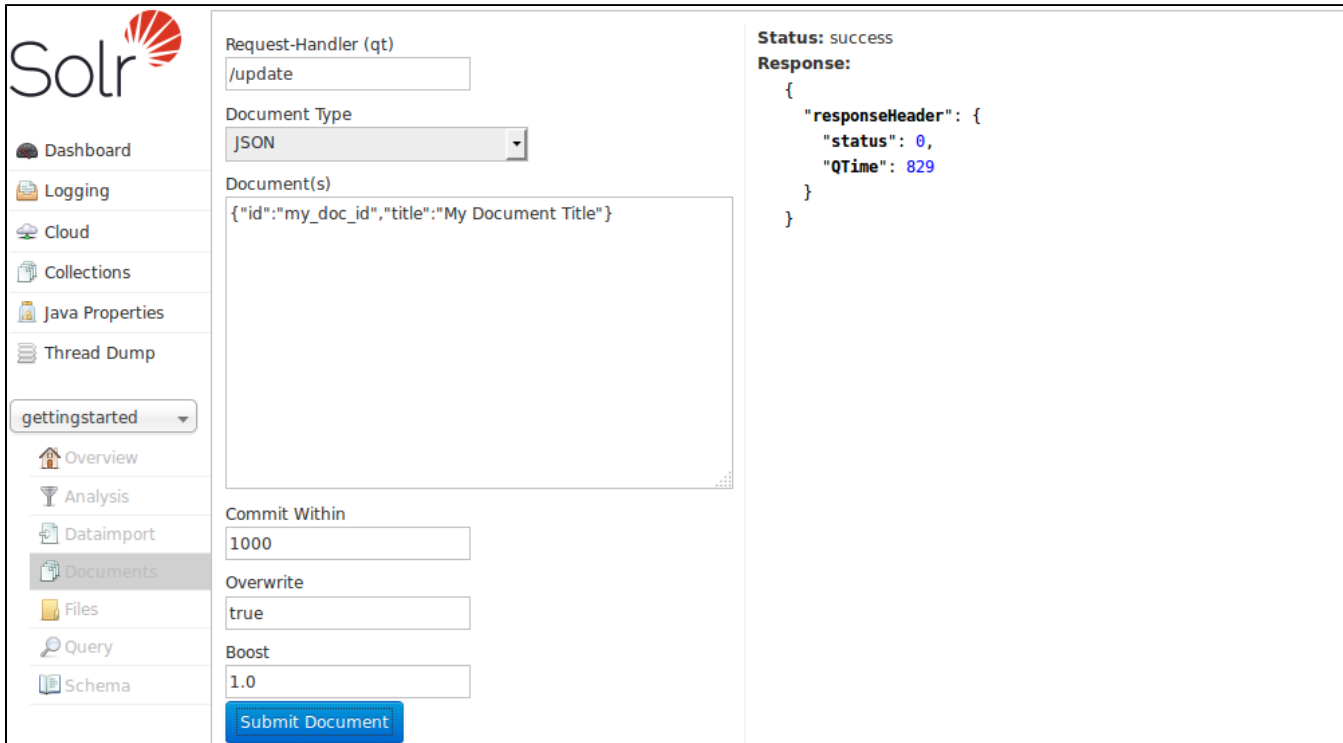 Solr
Dashboard
Logging
Cloud
Collections
Java Properties
Thread Dump
gettingstarted
Overview
Analysis
Dataimport
Documents
Files
Query
Schema
Request-Handler (qt)
/update
Document Type
JSON
Document(s)
{"id":"my_doc_id","title":"My Document Title"}
Commit Within
1000
Overwrite
true
Boost
1.0
Submit Document
Status: success
Response:
{
"responseHeader": {
"status": 0,
"QTime": 829
}
}